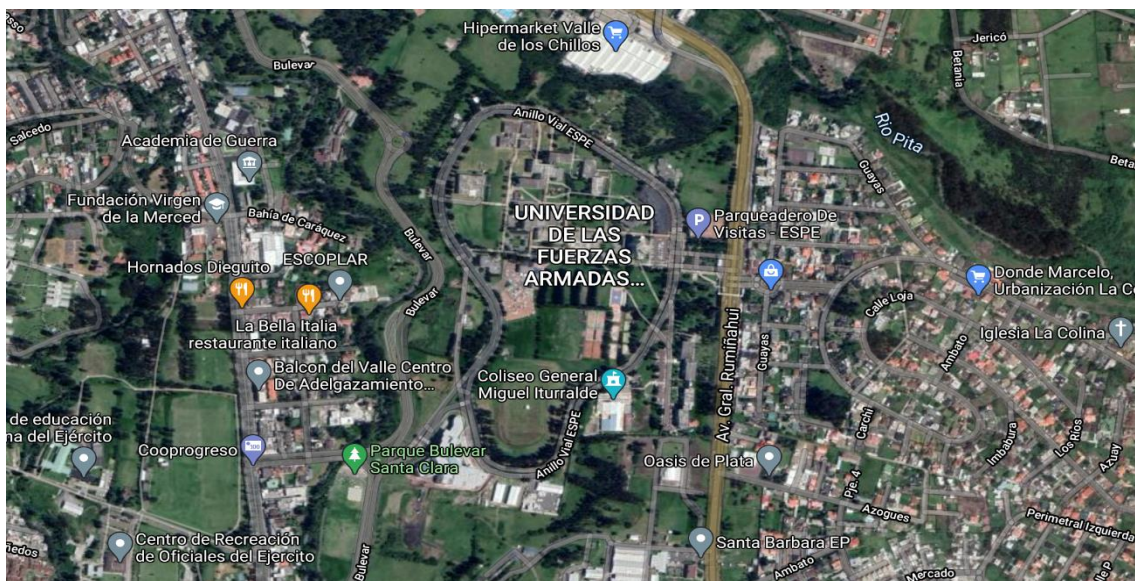 osso
Hipermarket Valle
de los Chillos
Jericó
Betania
Bulevar
Anillo Vial ESPE
Salcedo
Academia de Guerra
Río Pita
Guayas
Beta
Fundación Virgen
de la Merced
Bahía de Caráquez
Bulevar
UNIVERSIDAD
DE LAS
FUERZAS
ARMADAS...
P
Parqueadero De
Visitas - ESPE
ESCOPLAR
Hornados Dieguito
Bulevar
Calle Loja
Donde Marcelo,
Urbanización La Co
La Bella Italia
restaurante italiano
Guayas
Ambato
Iglesia La Colina
Balcon del Valle Centro
De Adelgazamiento...
Coliseo General
Miguel Iturralde
Av. Gral. Rumiñahui
de educación
na del Ejército
Carchi
Imbabura
Los Ríos
Azuay
Cooprogreso
Parque Bulevar
Santa Clara
Anillo Vial ESPE
Oasis de Plata
Pje. 4
Azogues
Perimetral Izquierda
Bulevar
ñedos
Centro de Recreación
de Oficiales del Ejercito
Santa Barbara EP
Ambato
Mercado
le P